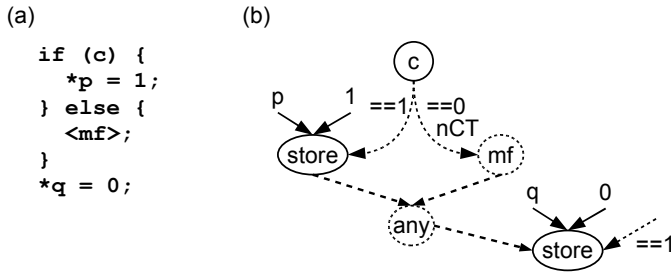 (a)
(b)
if (c) {
*p = 1;
} else {
<mf>;
}
*q = 0;
c
p
1
==1
==0
nCT
store
mf
any
q
0
store
==1